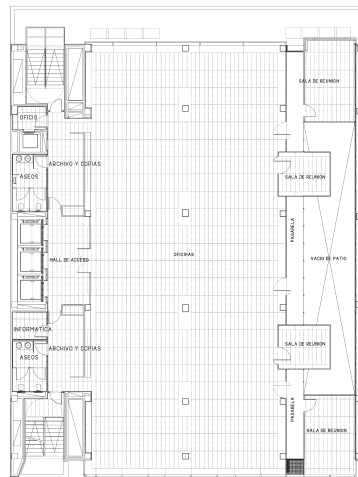 SALA DE REUNION
OFICIO
ARCHIVO Y COPIAS
ASEOS
SALA DE REUNION
PASARELA
HALL DE ACCESO
OFICINAS
VACIO DE PATIO
INFORMATICA
ARCHIVO Y COPIAS
ASEOS
SALA DE REUNION
PASARELA
SALA DE REUNION